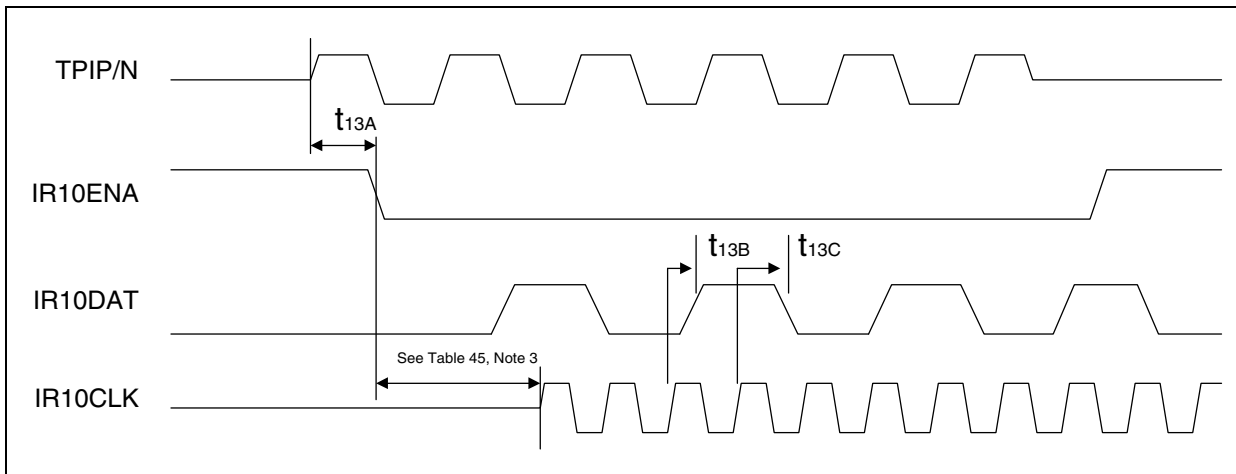 TPIP/N
t13A
IR10ENA
t13B
t13C
IR10DAT
See Table 45, Note 3
IR10CLK